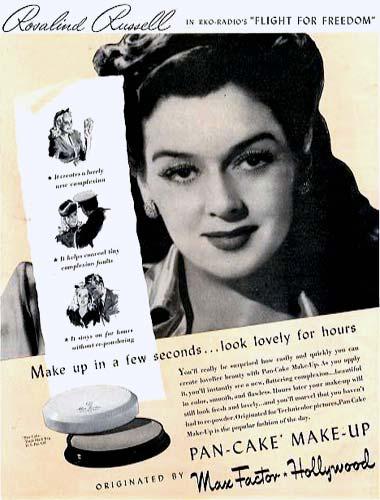 Rosalind Russell IN RKO-RADIO'S "FLIGHT FOR FREEDOM"
★ It creates a lovely
new complexion
★ It helps conceal tiny
complexion faults
★ It stays on for hours
without re-powdering
Make up in a few seconds...look lovely for hours
You'll really be surprised how easily and quickly you can
create lovelier beauty with Pan-Cake Make-Up. As you apply
it, you'll instantly see a new, flattering complexion...beautiful
in color, smooth, and flawless. Hours later your make-up will
still look fresh and lovely...and you'll marvel that you haven't
had to re-powder. Originated for Technicolor pictures, Pan-Cake
Make-Up is the popular fashion of the day.
PAN-CAKE MAKE-UP
ORIGINATED BY Max Factor ★ Hollywood